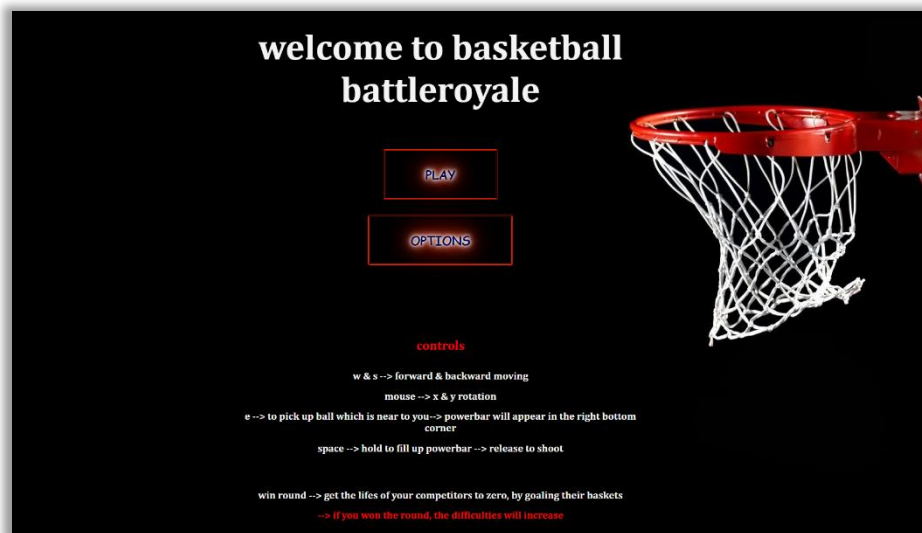 welcome to basketball
battleroyale
PLAY
OPTIONS
controls
w & s --> forward & backward moving
mouse --> x & y rotation
e --> to pick up ball which is near to you--> powerbar will appear in the right bottom
corner
space --> hold to fill up powerbar --> release to shoot
win round --> get the lifes of your competitors to zero, by goaling their baskets
--> if you won the round, the difficulties will increase